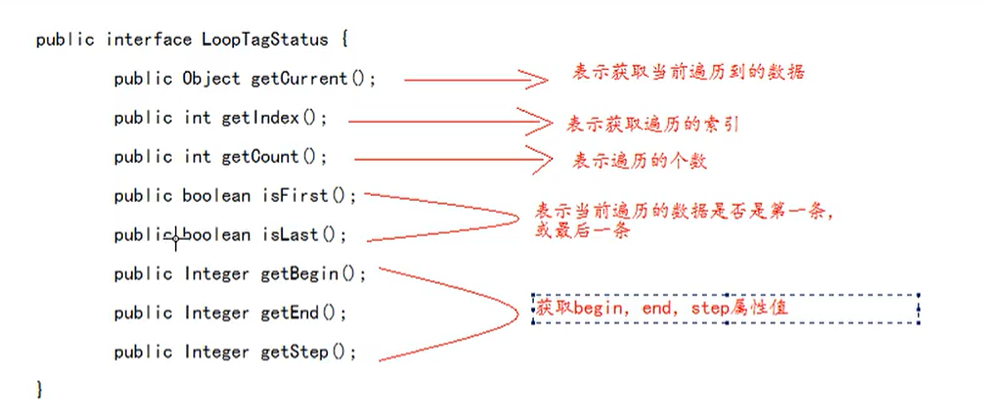 public interface LoopTagStatus {
public Object getCurrent(); 表示获取当前遍历到的数据
public int getIndex(); 表示获取遍历的索引
public int getCount(); 表示遍历的个数
public boolean isFirst();
表示当前遍历的数据是否是第一条，
或最后一条
public boolean isLast();
public Integer getBegin();
获取begin, end, step属性值
public Integer getEnd();
public Integer getStep();
}